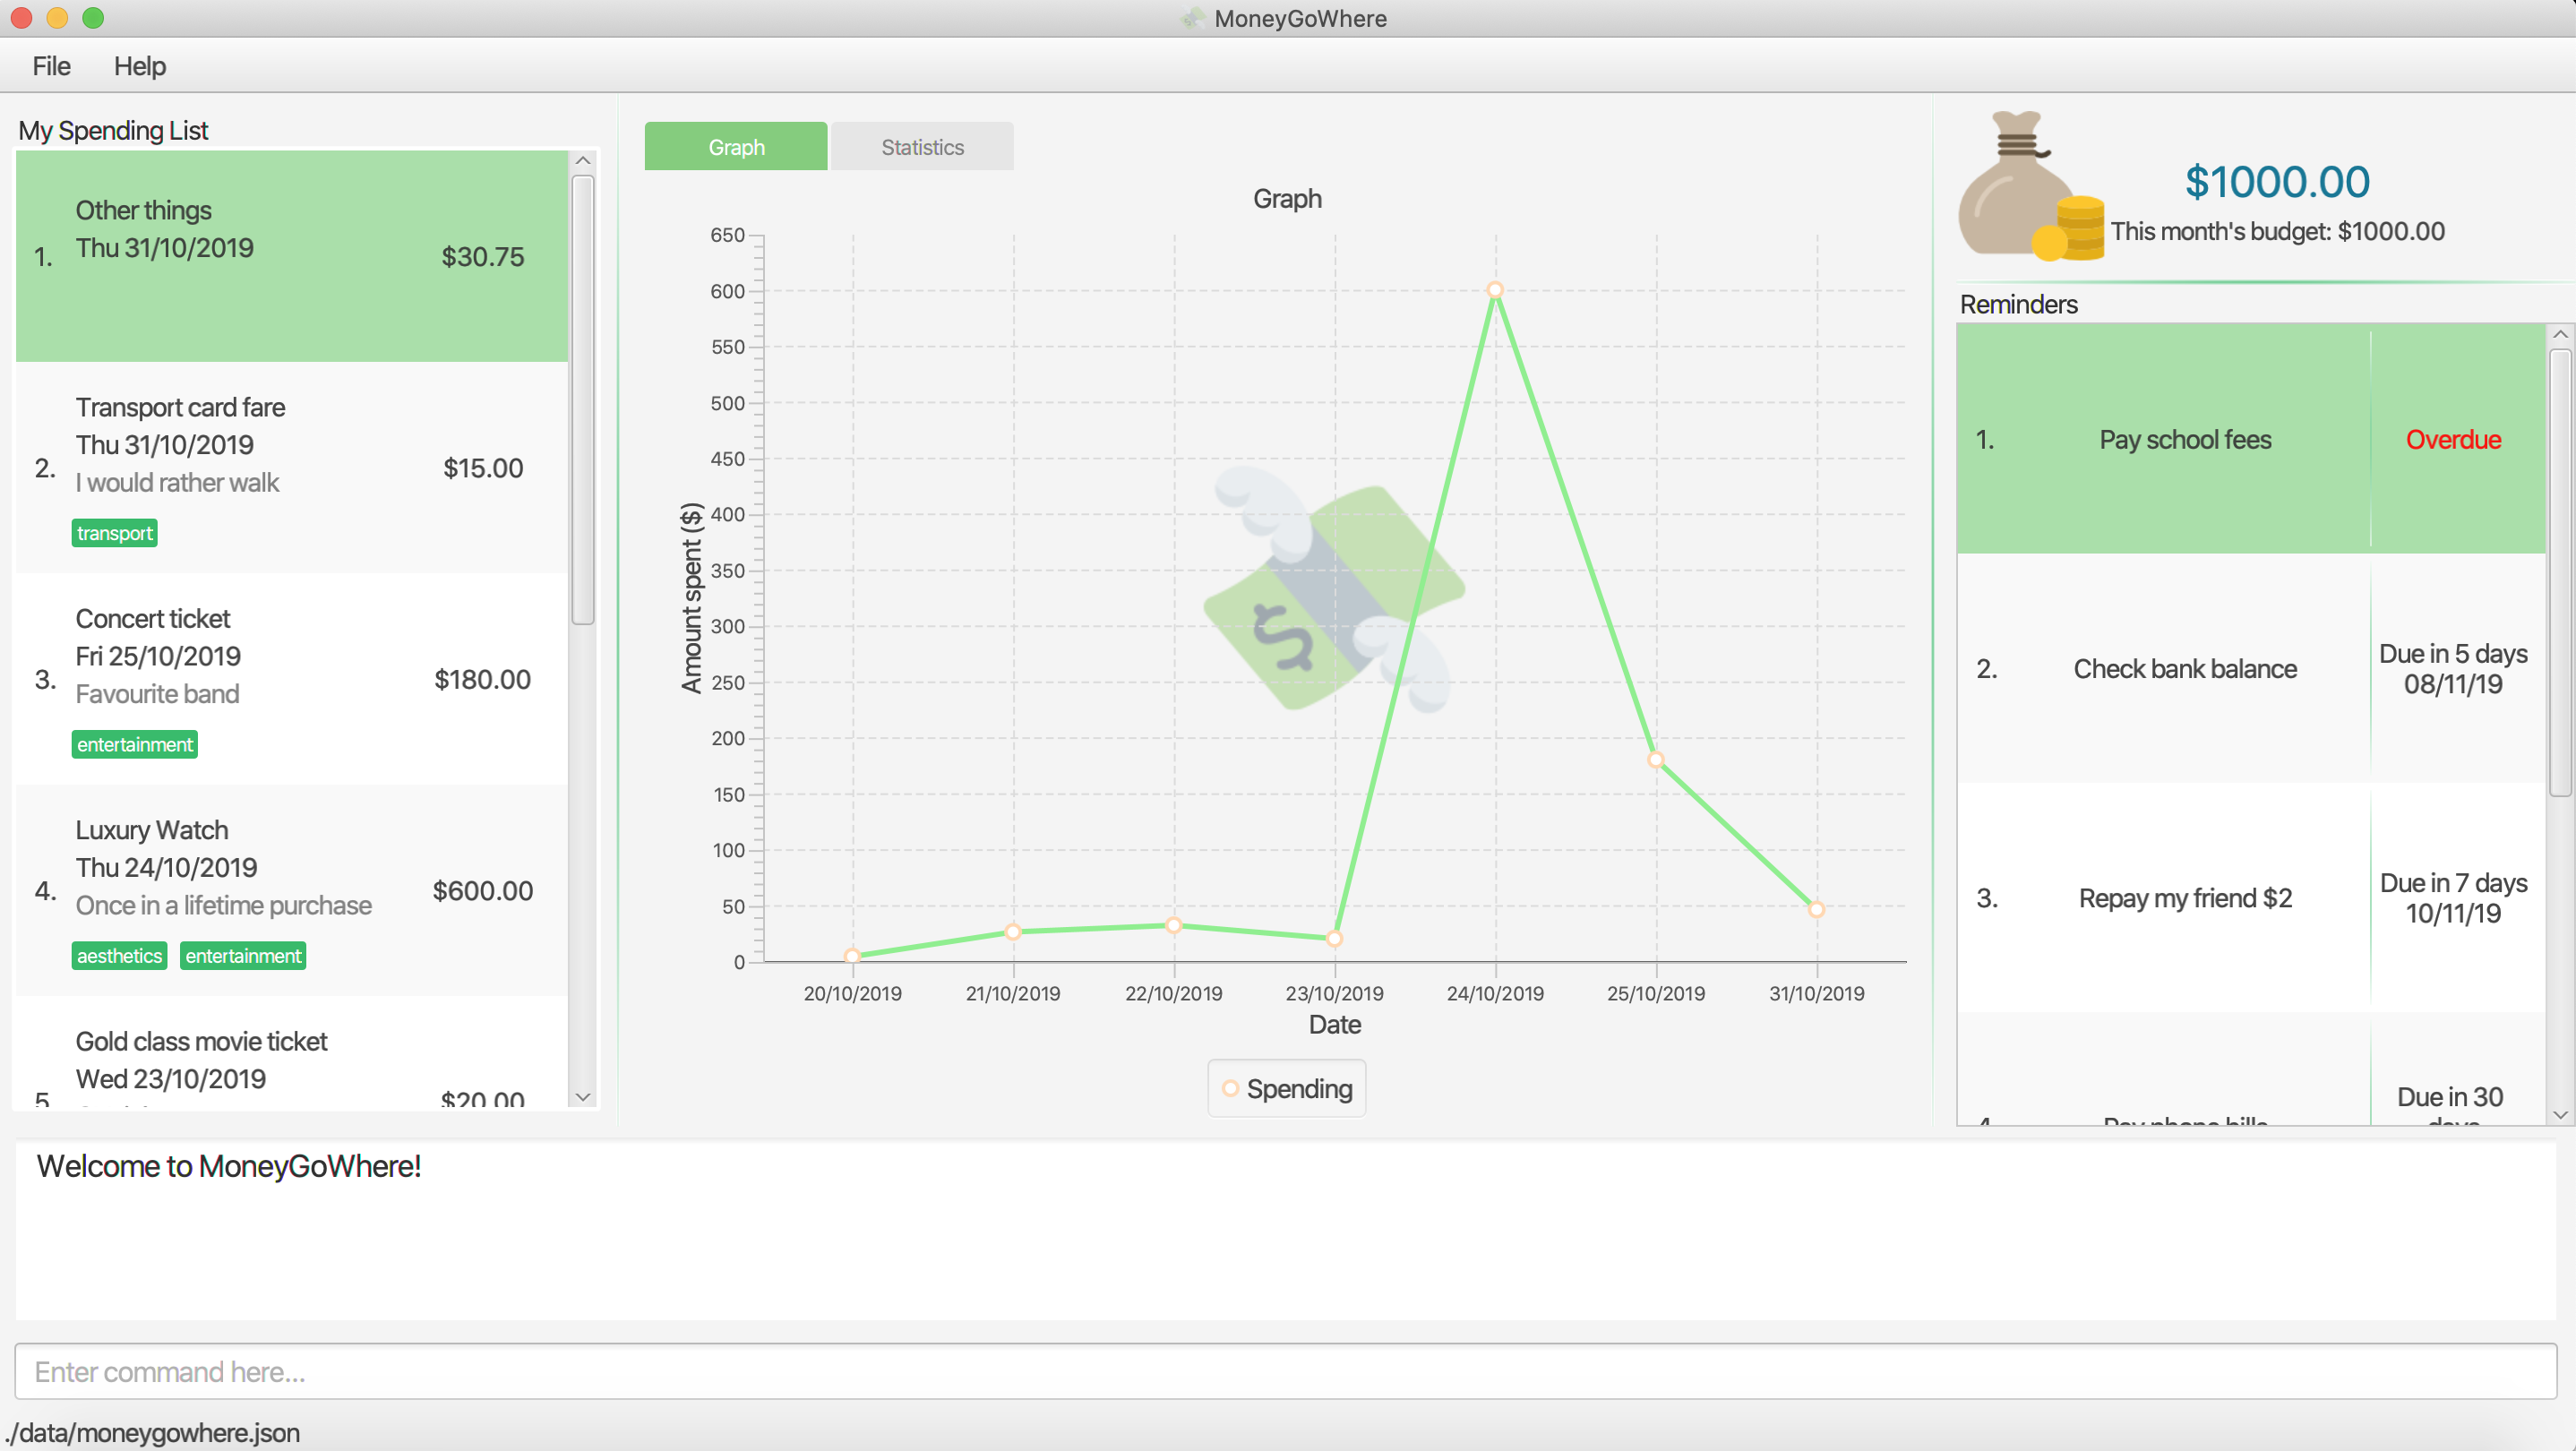 MoneyGoWhere
File Help
My Spending List
1.
Other things
Thu 31/10/2019
$30.75
2.
Transport card fare
Thu 31/10/2019
I would rather walk
transport
$15.00
3.
Concert ticket
Fri 25/10/2019
Favourite band
entertainment
$180.00
4.
Luxury Watch
Thu 24/10/2019
Once in a lifetime purchase
aesthetics entertainment
$600.00
5.
Gold class movie ticket
Wed 23/10/2019
$20.00
Graph Statistics
Graph
Amount spent ($)
650
600
550
500
450
400
350
300
250
200
150
100
50
0
20/10/2019 21/10/2019 22/10/2019 23/10/2019 24/10/2019 25/10/2019 31/10/2019
Date
Spending
$1000.00
This month's budget: $1000.00
Reminders
1. Pay school fees Overdue
2. Check bank balance
Due in 5 days
08/11/19
3. Repay my friend $2
Due in 7 days
10/11/19
4. Pay phone bills
Due in 30
days
Welcome to MoneyGoWhere!
Enter command here...
./data/moneygowhere.json